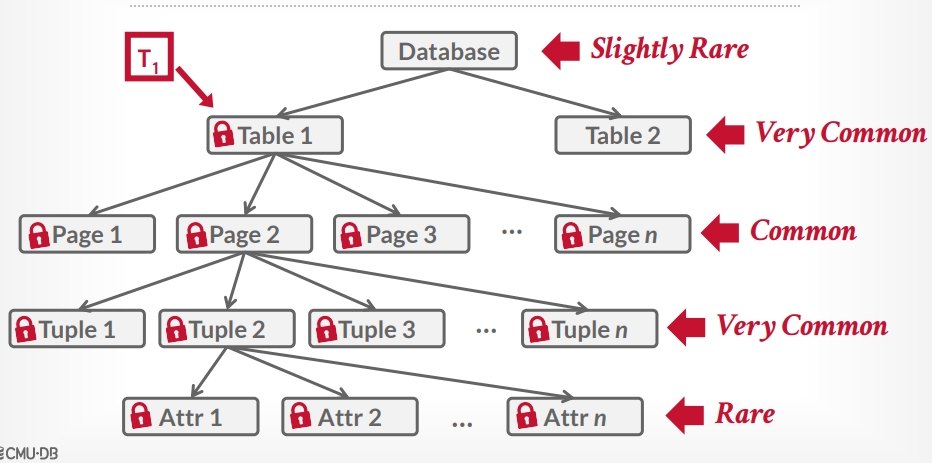 T1
Database
Slightly Rare
Table 1
Table 2
Very Common
Page 1
Page 2
Page 3
...
Page n
Common
Tuple 1
Tuple 2
Tuple 3
...
Tuple n
Very Common
Attr 1
Attr 2
...
Attr n
Rare
CMU·DB